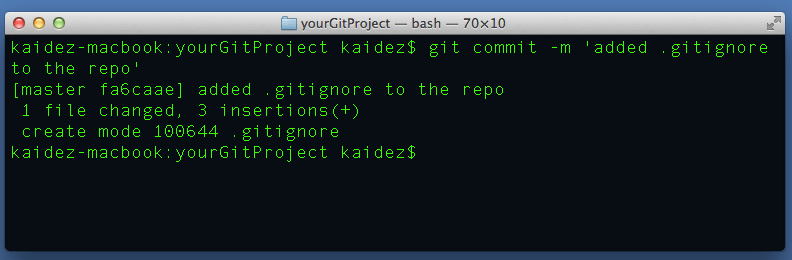 yourGitProject — bash — 70×10
kaidez-macbook:yourGitProject kaidez$ git commit -m 'added .gitignore
to the repo'
[master fa6caae] added .gitignore to the repo
 1 file changed, 3 insertions(+)
 create mode 100644 .gitignore
kaidez-macbook:yourGitProject kaidez$